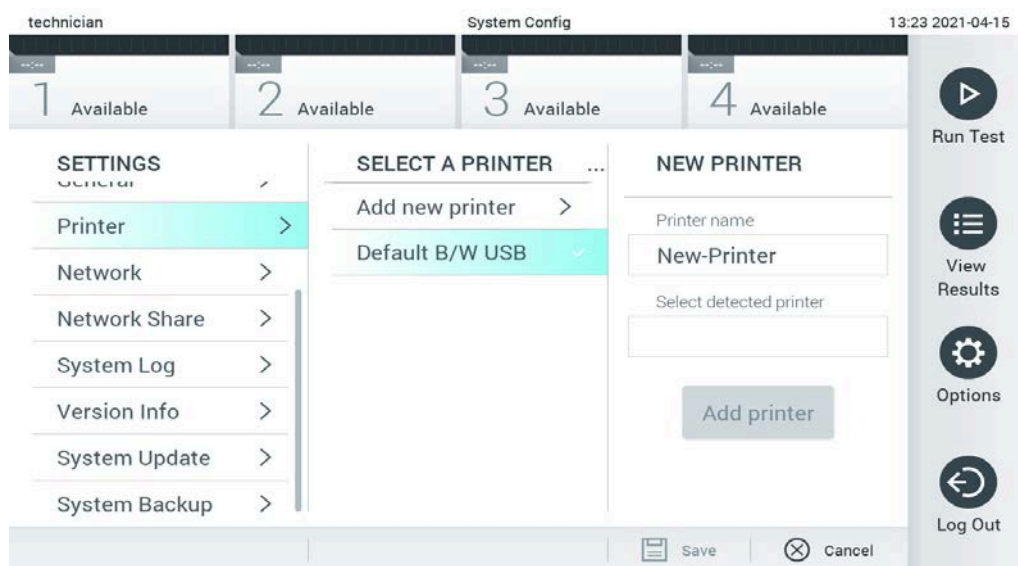 technician System Config 13:23 2021-04-15
--:-- --:-- --:-- --:--
1 Available 2 Available 3 Available 4 Available
Run Test
SETTINGS
General
Printer
Network
Network Share
System Log
Version Info
System Update
System Backup
SELECT A PRINTER ...
Add new printer
Default B/W USB
NEW PRINTER
Printer name
New-Printer
Select detected printer
Add printer
View
Results
Options
Log Out
Save Cancel